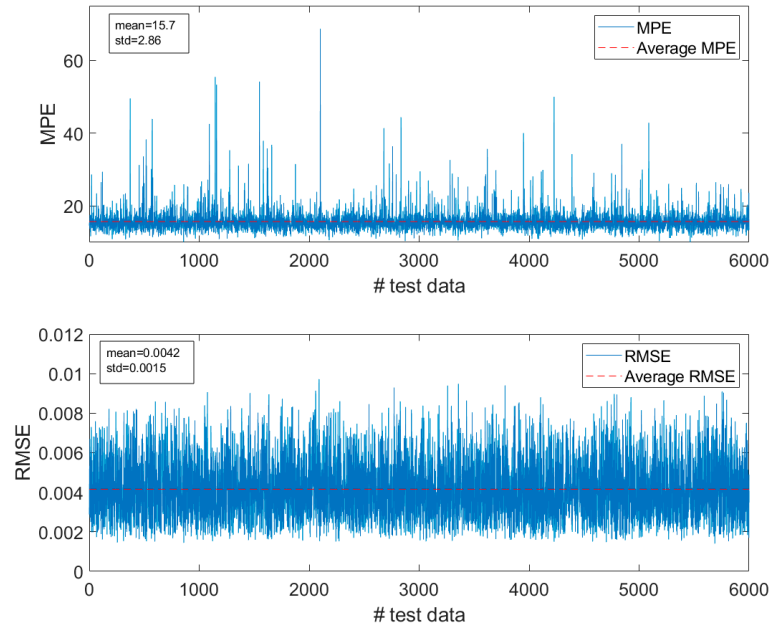 mean=15.7
std=2.86
MPE
Average MPE
60
40
20
MPE
0
1000
2000
3000
4000
5000
6000
# test data
mean=0.0042
std=0.0015
RMSE
Average RMSE
0.012
0.01
0.008
0.006
0.004
0.002
0
RMSE
0
1000
2000
3000
4000
5000
6000
# test data